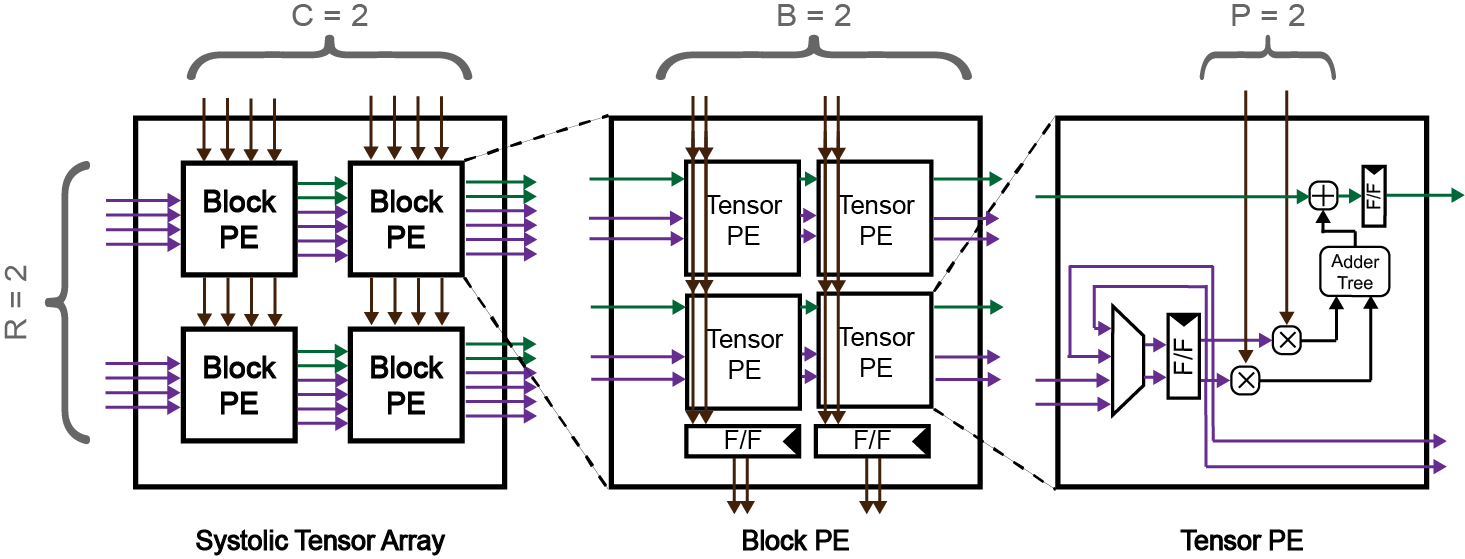 C = 2
B = 2
P = 2
R = 2
Block
PE
Block
PE
Block
PE
Block
PE
Tensor
PE
Tensor
PE
Tensor
PE
Tensor
PE
F/F
F/F
F/F
Adder
Tree
F/F
Systolic Tensor Array
Block PE
Tensor PE